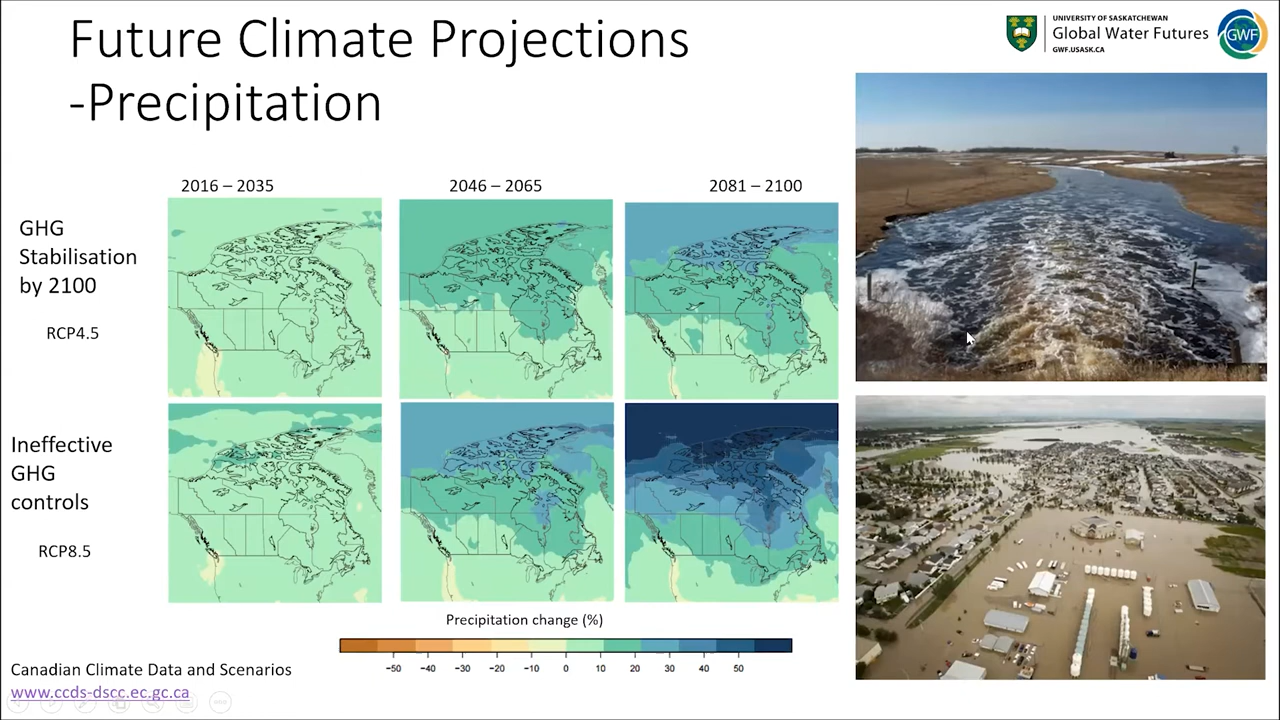 Future Climate Projections
-Precipitation
UNIVERSITY OF SASKATCHEWAN
Global Water Futures
GWF.USASK.CA
GWF
2016 – 2035
2046 – 2065
2081 – 2100
GHG
Stabilisation
by 2100
RCP4.5
Ineffective
GHG
controls
RCP8.5
Precipitation change (%)
−50 −40 −30 −20 −10 0 10 20 30 40 50
Canadian Climate Data and Scenarios
www.ccds-dscc.ec.gc.ca